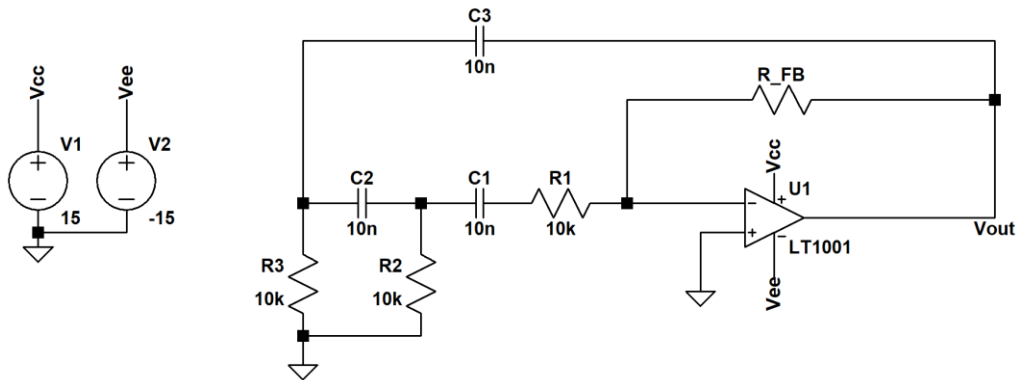 Vcc
Vee
V1
15
V2
-15
C3
10n
R_FB
C2
10n
C1
10n
R1
10k
Vcc
U1
LT1001
Vee
Vout
R3
10k
R2
10k